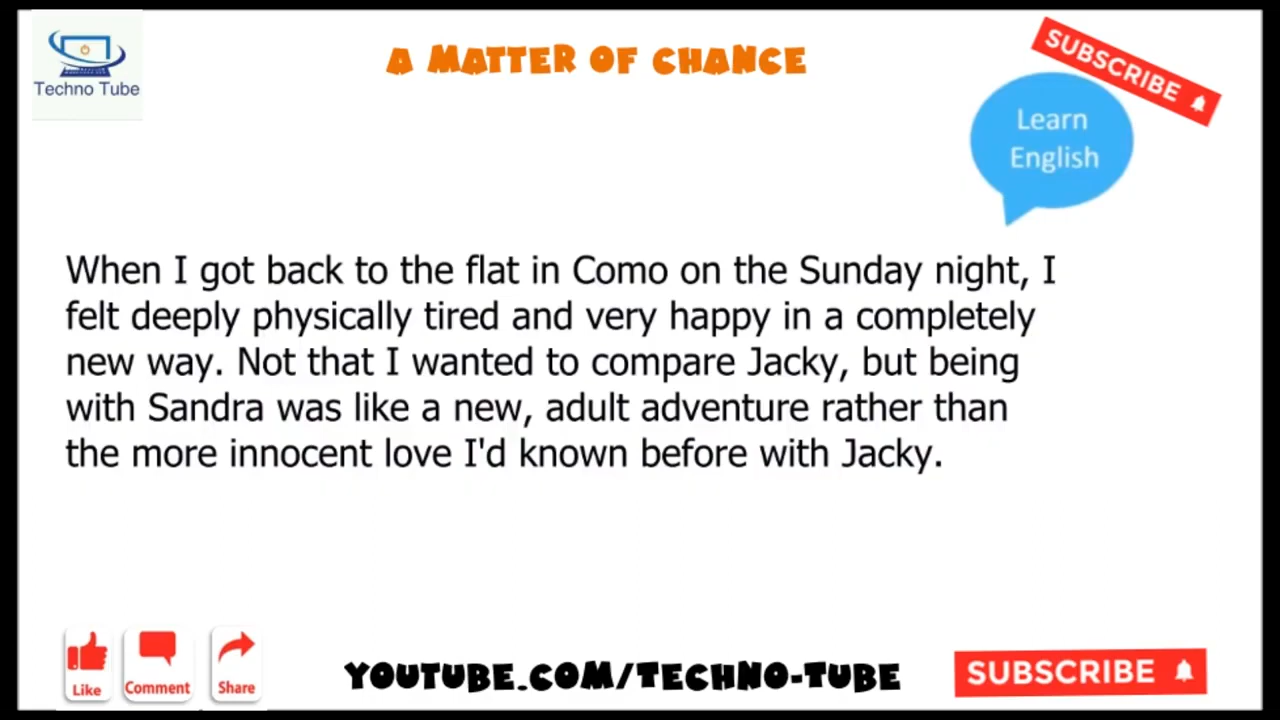 Techno Tube
A MATTER OF CHANCE
SUBSCRIBE
Learn
English
When I got back to the flat in Como on the Sunday night, I
felt deeply physically tired and very happy in a completely
new way. Not that I wanted to compare Jacky, but being
with Sandra was like a new, adult adventure rather than
the more innocent love I'd known before with Jacky.
Like
Comment
Share
YOUTUBE.COM/TECHNO-TUBE
SUBSCRIBE